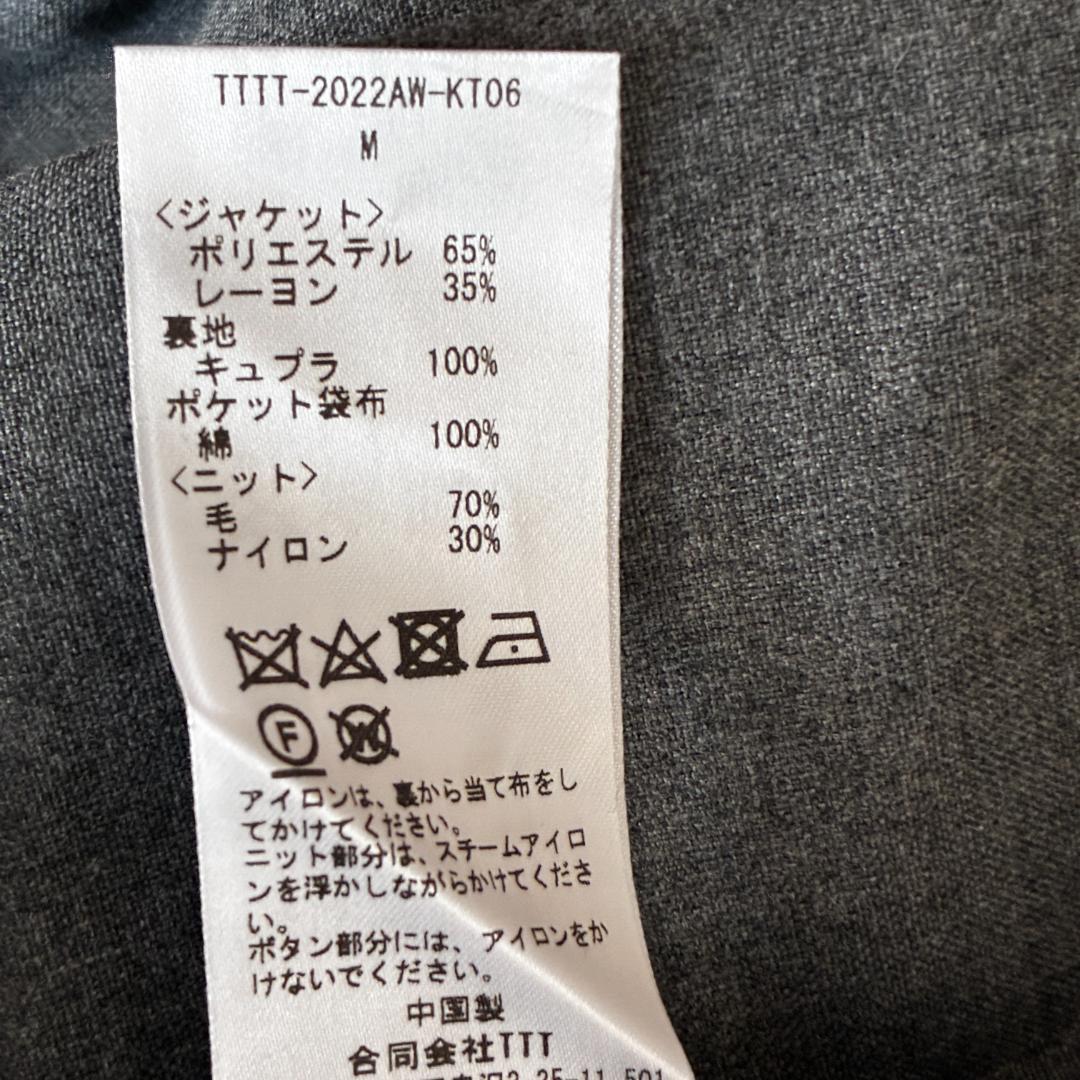 TTTT-2022AW-KT06
M
<ジャケット>
ポリエステル 65%
レーヨン 35%
裏地
キュプラ 100%
ポケット袋布
綿 100%
<ニット>
毛 70%
ナイロン 30%
F W
アイロンは、裏から当て布をし
てかけてください。
ニット部分は、スチームアイロ
ンを浮かしながらかけてくださ
い。
ボタン部分には、アイロンをか
けないでください。
中国製
合同会社TTT
2-35-11-501